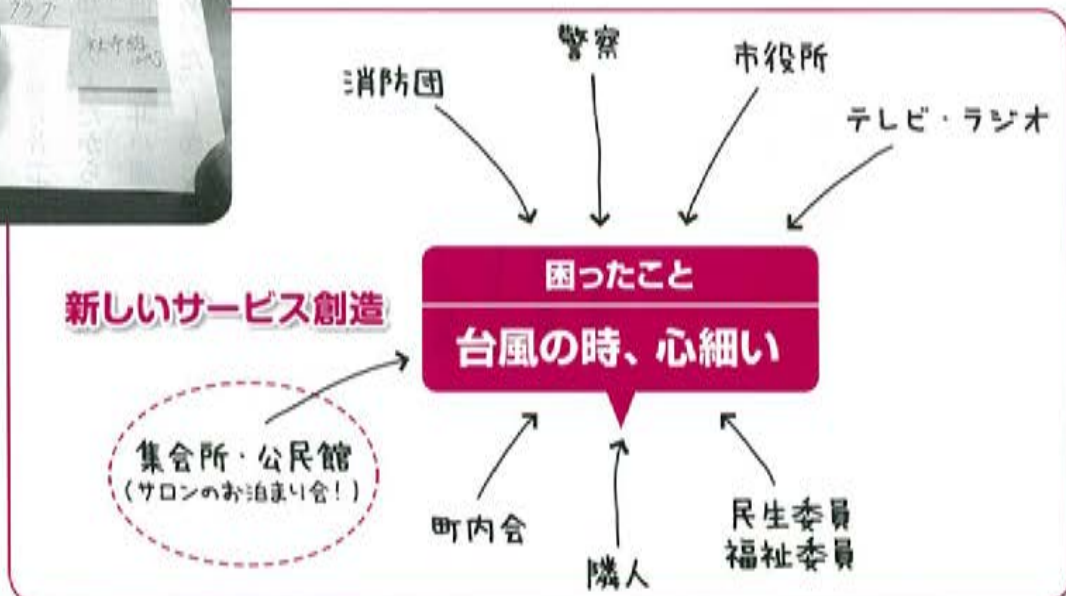 クラブ
警察
市役所
消防団
テレビ・ラジオ
困ったこと
台風の時、心細い
新しいサービス創造
集会所・公民館
(サロンのお泊まり会!)
町内会
隣人
民生委員
福祉委員